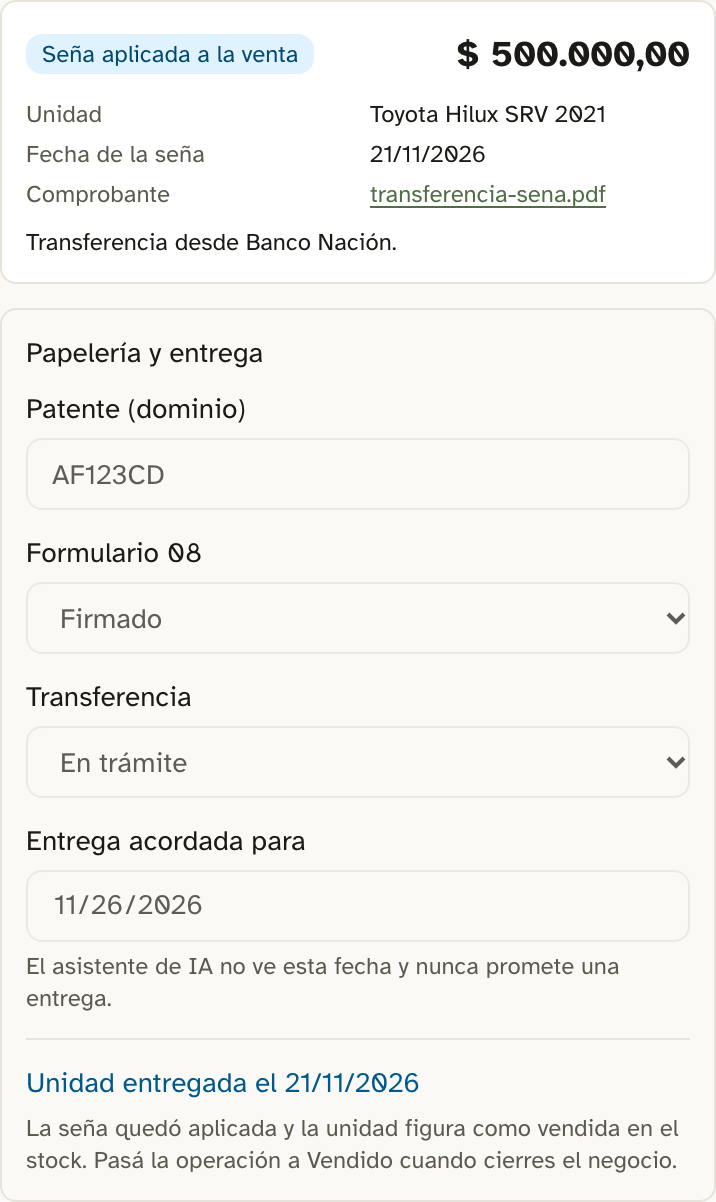 Seña aplicada a la venta
$ 500.000,00
Unidad
Toyota Hilux SRV 2021
Fecha de la seña
21/11/2026
Comprobante
transferencia-sena.pdf
Transferencia desde Banco Nación.
Papelería y entrega
Patente (dominio)
AF123CD
Formulario 08
Firmado
Transferencia
En trámite
Entrega acordada para
11/26/2026
El asistente de IA no ve esta fecha y nunca promete una
entrega.
Unidad entregada el 21/11/2026
La seña quedó aplicada y la unidad figura como vendida en el
stock. Pasá la operación a Vendido cuando cierres el negocio.